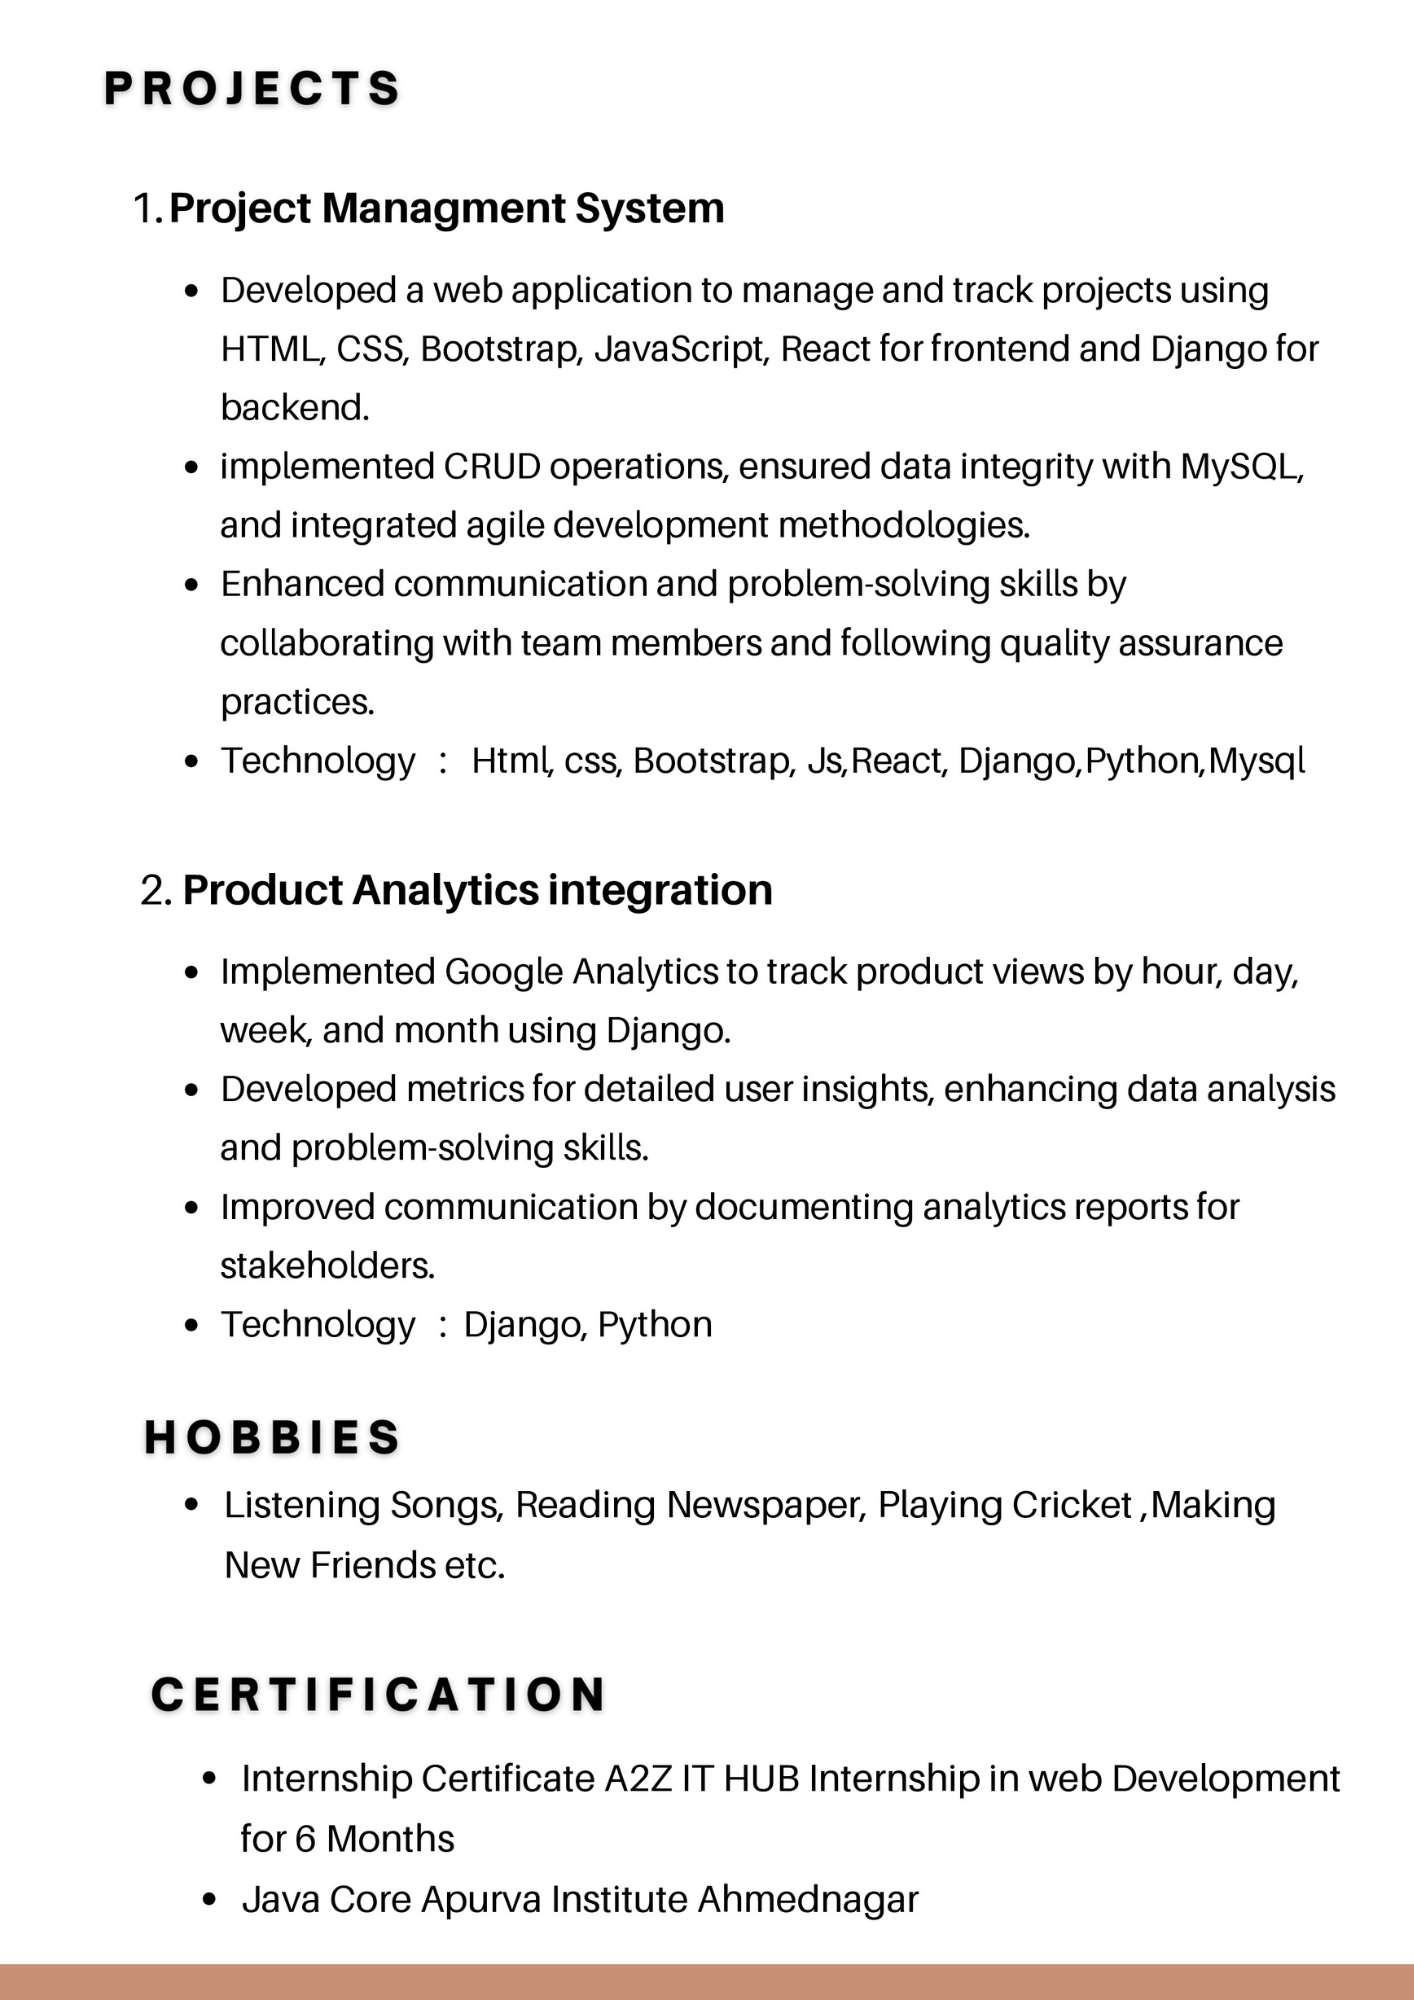 PROJECTS
1. Project Managment System
• Developed a web application to manage and track projects using
HTML, CSS, Bootstrap, JavaScript, React for frontend and Django for
backend.
• implemented CRUD operations, ensured data integrity with MySQL,
and integrated agile development methodologies.
• Enhanced communication and problem-solving skills by
collaborating with team members and following quality assurance
practices.
• Technology : Html, css, Bootstrap, Js,React, Django,Python,Mysql
2. Product Analytics integration
• Implemented Google Analytics to track product views by hour, day,
week, and month using Django.
• Developed metrics for detailed user insights, enhancing data analysis
and problem-solving skills.
• Improved communication by documenting analytics reports for
stakeholders.
• Technology : Django, Python
HOBBIES
• Listening Songs, Reading Newspaper, Playing Cricket ,Making
New Friends etc.
CERTIFICATION
• Internship Certificate A2Z IT HUB Internship in web Development
for 6 Months
• Java Core Apurva Institute Ahmednagar